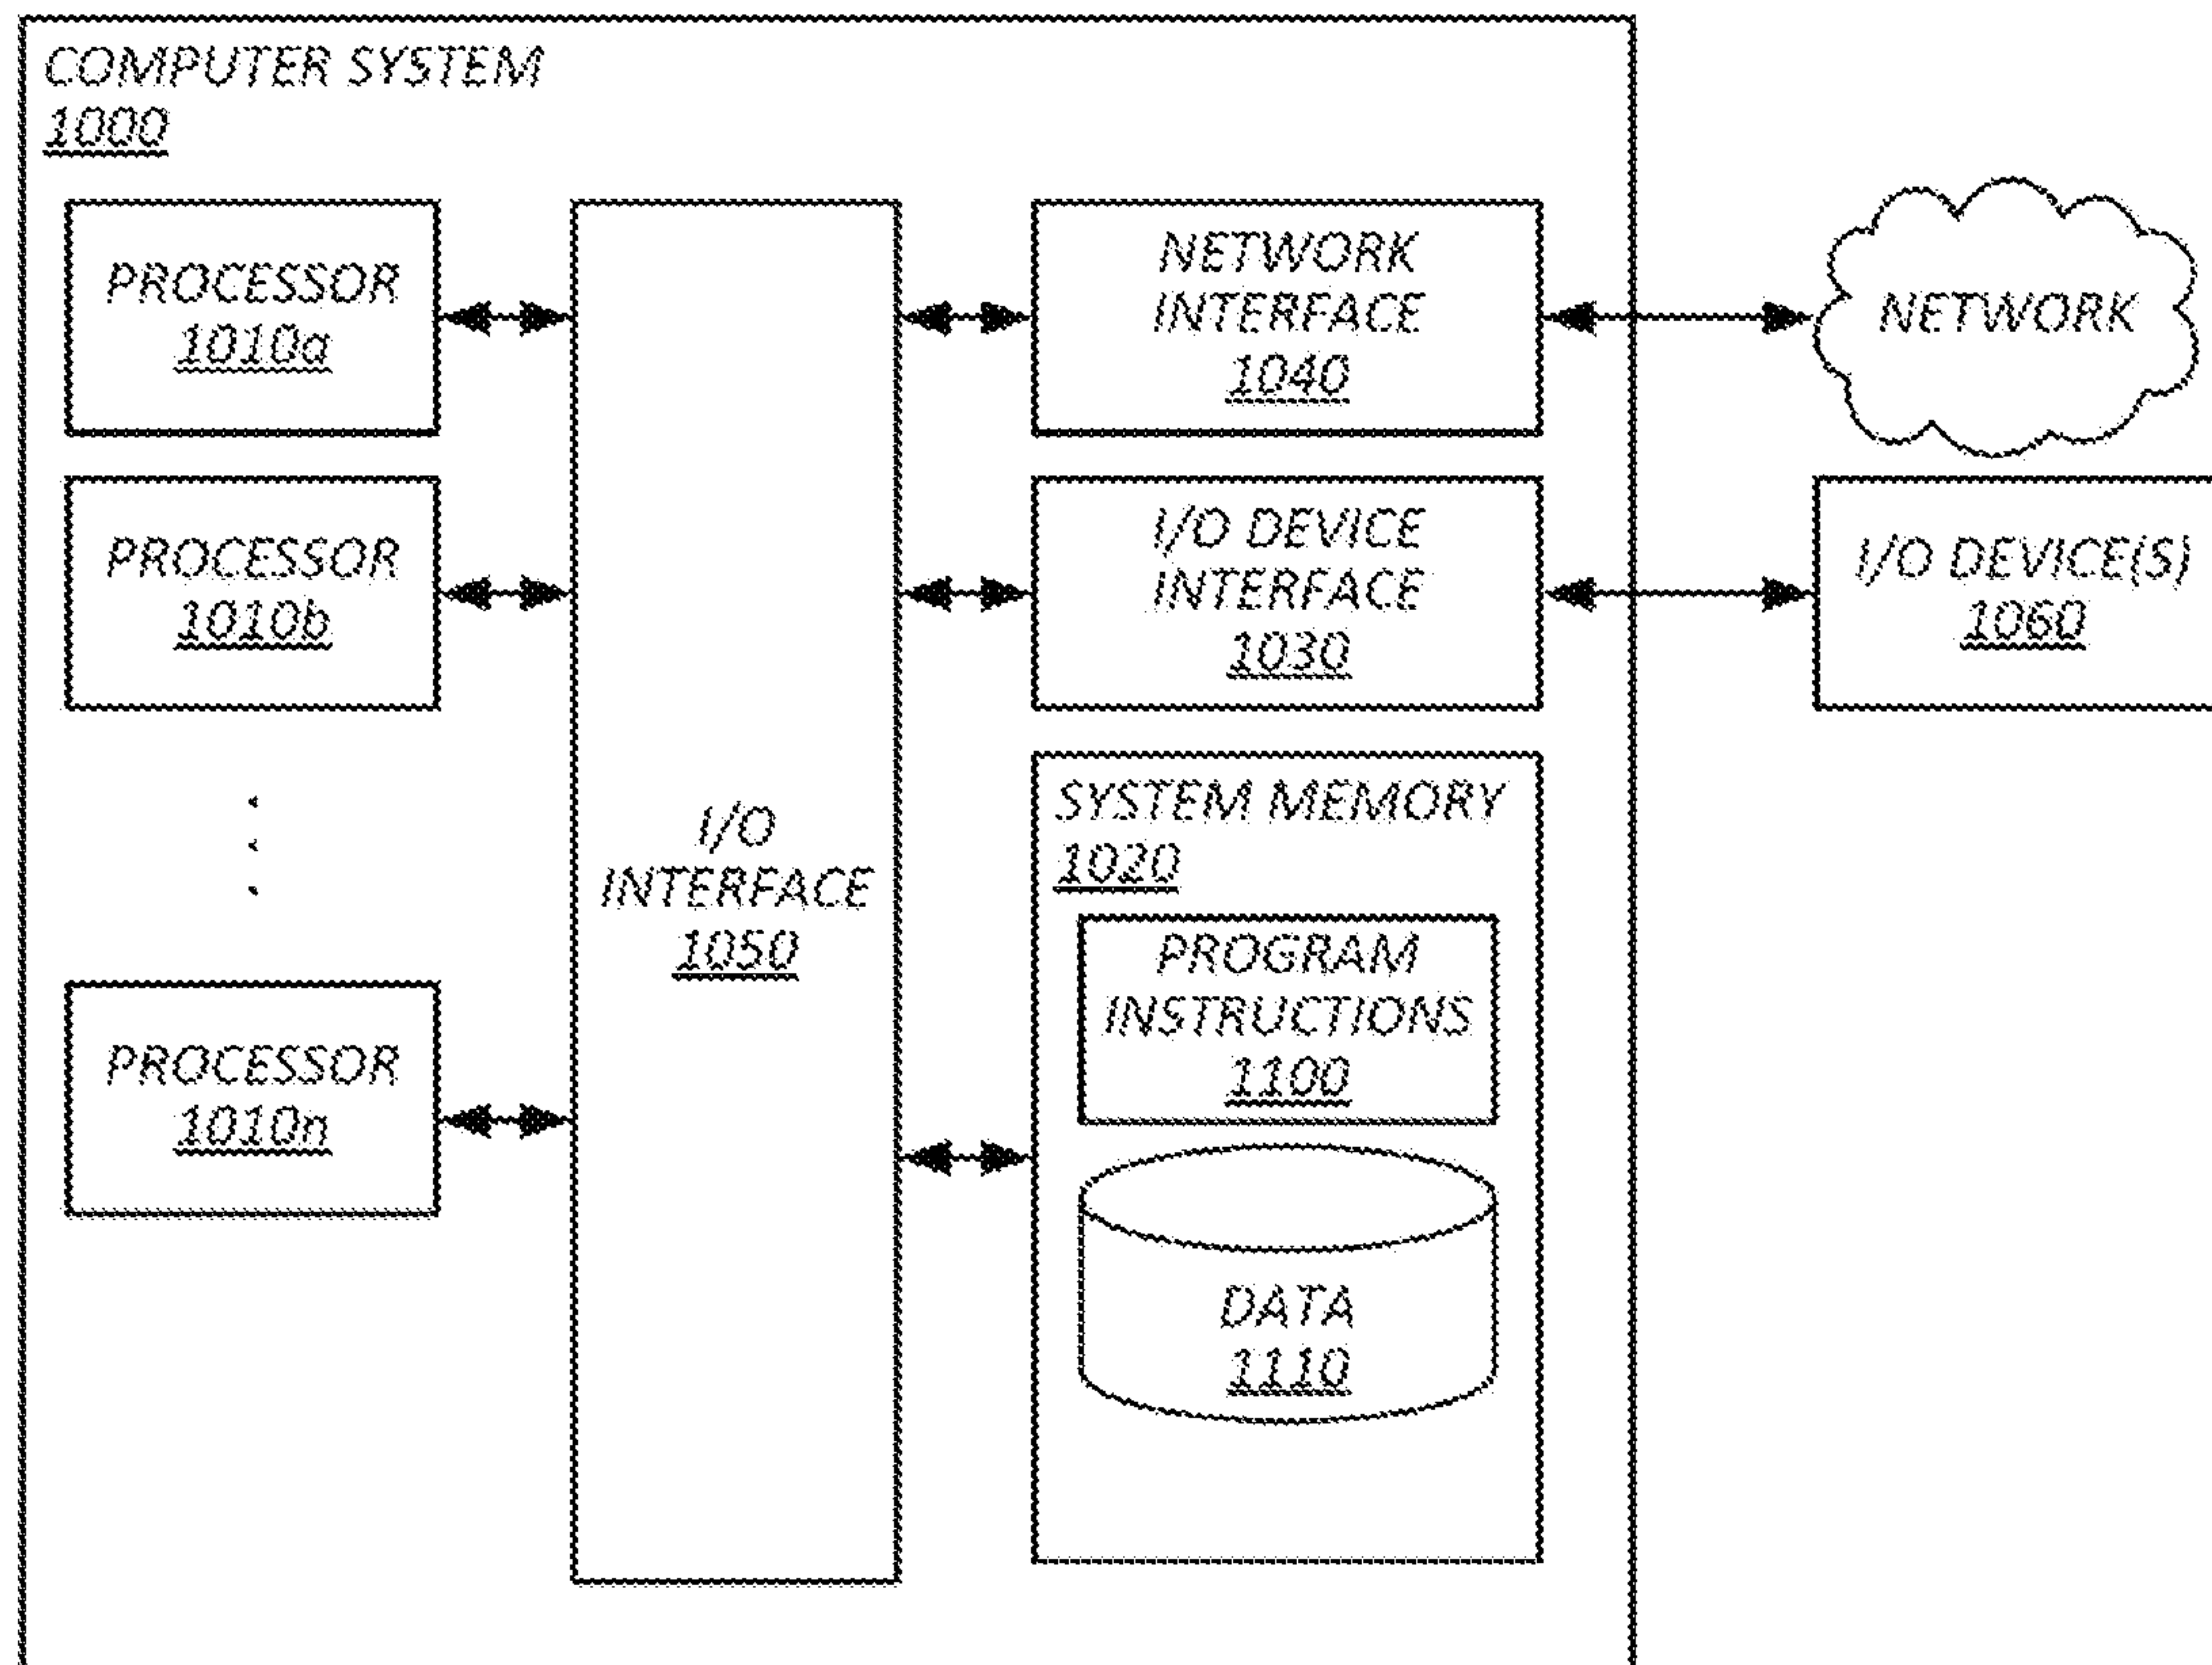 COMPUTER SYSTEM
1000
PROCESSOR
1010a
PROCESSOR
1010b
PROCESSOR
1010n
I/O
INTERFACE
1050
NETWORK
INTERFACE
1040
I/O DEVICE
INTERFACE
1030
SYSTEM MEMORY
1020
PROGRAM
INSTRUCTIONS
1100
DATA
1110
NETWORK
I/O DEVICE(S)
1060